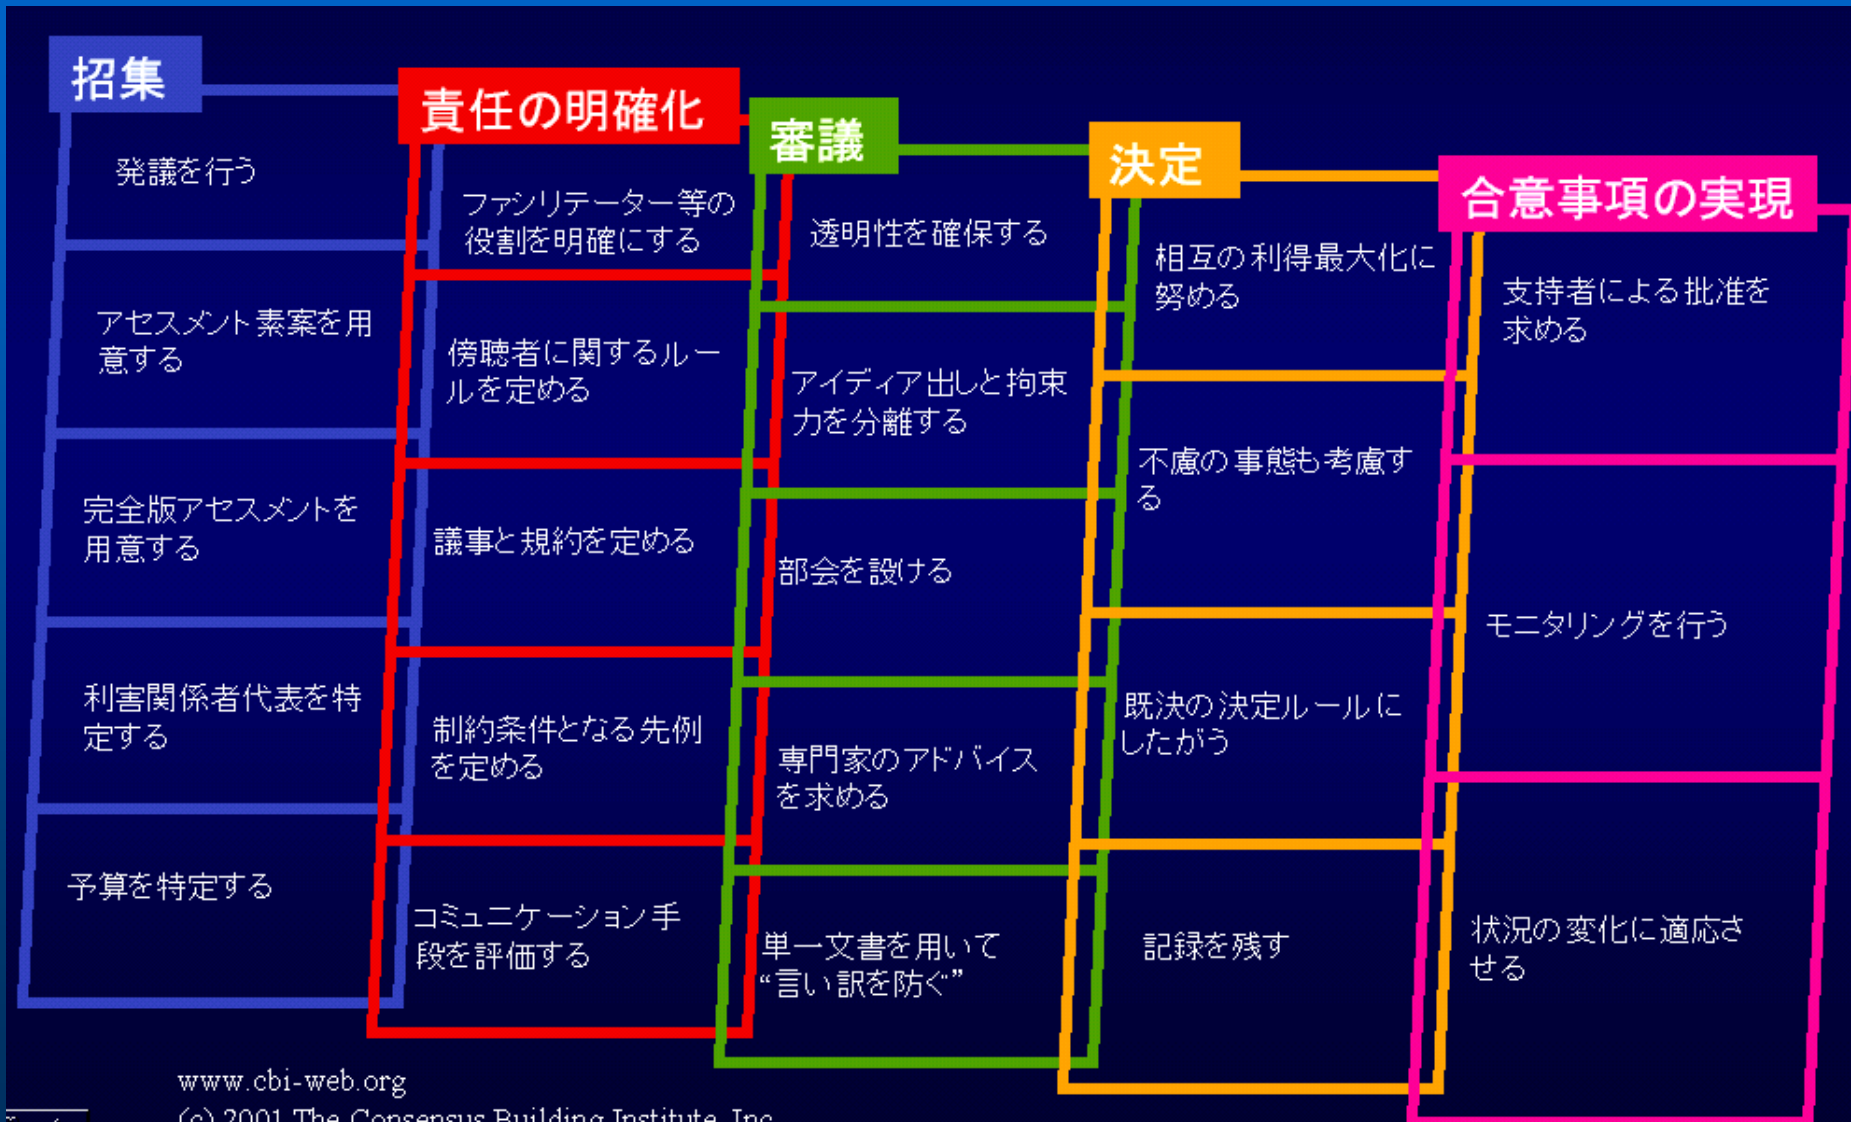 招集
発議を行う
アセスメント素案を用
意する
完全版アセスメントを
用意する
利害関係者代表を特
定する
予算を特定する
責任の明確化
ファシリテーター等の
役割を明確にする
傍聴者に関するルー
ルを定める
議事と規約を定める
制約条件となる先例
を定める
コミュニケーション手
段を評価する
審議
透明性を確保する
アイディア出しと拘束
力を分離する
部会を設ける
専門家のアドバイス
を求める
単一文書を用いて
“言い訳を防ぐ”
決定
相互の利得最大化に
努める
不慮の事態も考慮す
る
既決の決定ルールに
したがう
記録を残す
合意事項の実現
支持者による批准を
求める
モニタリングを行う
状況の変化に適応さ
せる
www.cbi-web.org
(c) 2001 The Consensus Building Institute, Inc